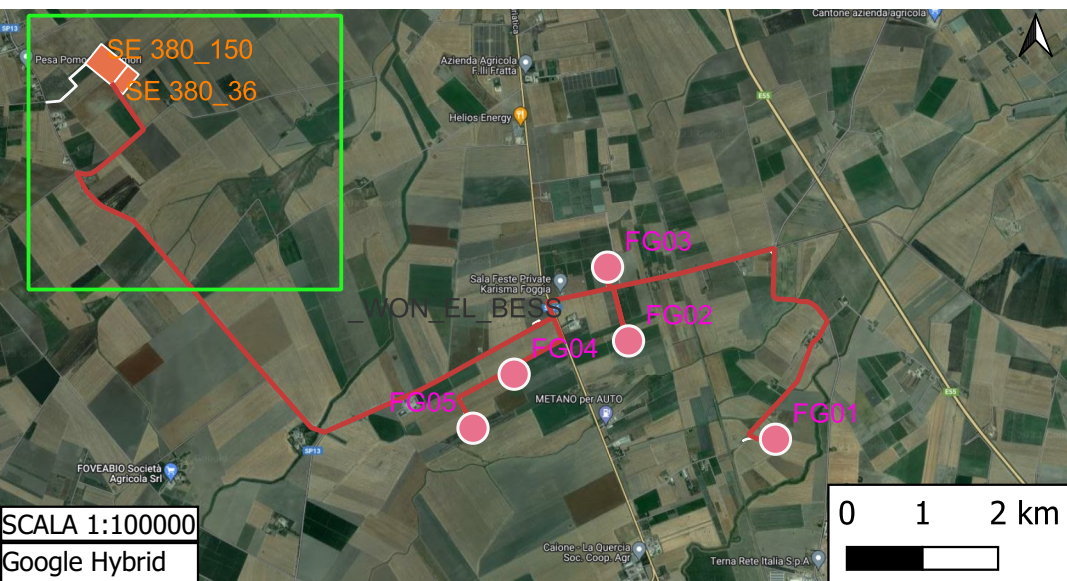 SP13
Cantone azienda agricola
Pesa Pomo
SE 380_150
Azienda Agricola
F.lli Fratta
SE 380_36
E55
Helios Energy
FG03
Sala Feste Private
Karisma Foggia
_WON_EL_BESS
FG02
FG04
E55
FG05
METANO per AUTO
FG01
SP13
FOVEABIO Società
Agricola Srl
SCALA 1:100000
Google Hybrid
0 1 2 km
Caione - La Quercia
Soc. Coop. Agr
Terna Rete Italia S.p.A